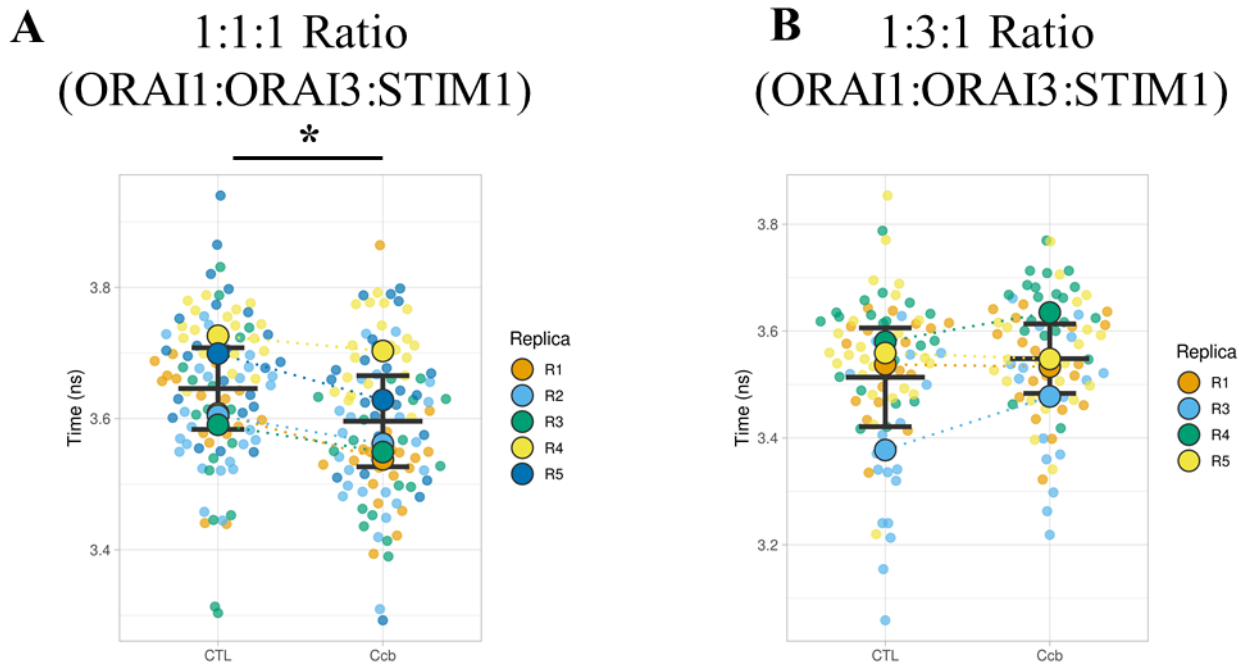 A
1:1:1 Ratio
(ORAI1:ORAI3:STIM1)
*
Time (ns)
3.8
3.6
3.4
CTL
Ccb
Replica
R1
R2
R3
R4
R5
B
1:3:1 Ratio
(ORAI1:ORAI3:STIM1)
Time (ns)
3.8
3.6
3.4
3.2
CTL
Ccb
Replica
R1
R3
R4
R5